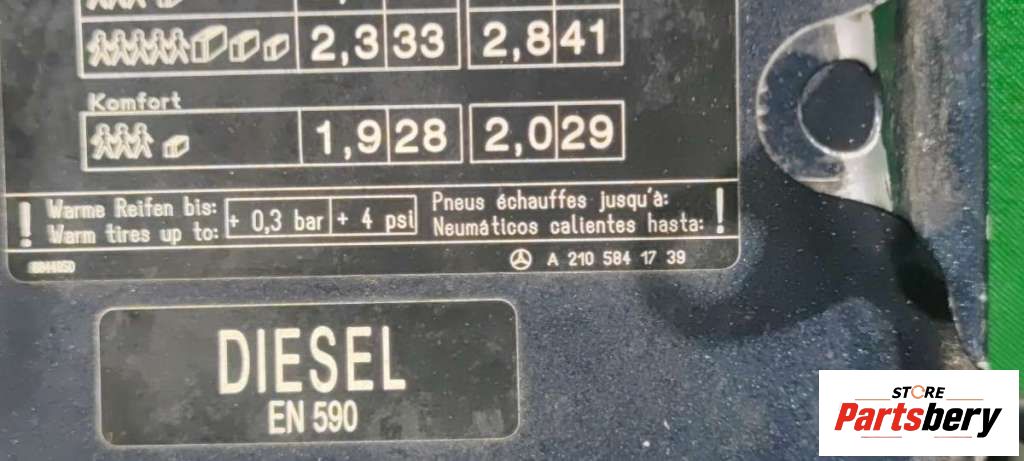 2,3 33 2,8 41
Komfort
1,9 28 2,0 29
! Warme Reifen bis: + 0,3 bar + 4 psi Pneus échauffes jusqu'à: !
Warm tires up to: Neumáticos calientes hasta:
A 210 584 17 39
DIESEL
EN 590
STORE
Partsbery